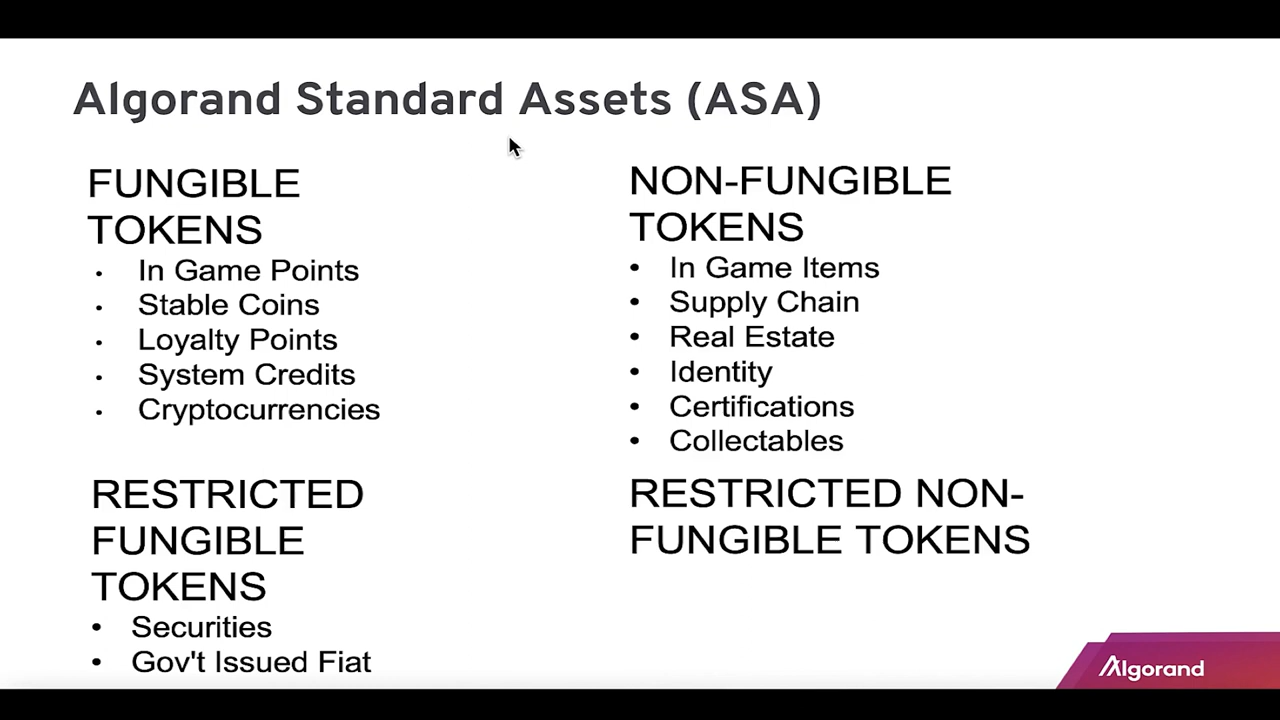 Algorand Standard Assets (ASA)
FUNGIBLE
TOKENS
• In Game Points
• Stable Coins
• Loyalty Points
• System Credits
• Cryptocurrencies
NON-FUNGIBLE
TOKENS
• In Game Items
• Supply Chain
• Real Estate
• Identity
• Certifications
• Collectables
RESTRICTED
FUNGIBLE
TOKENS
• Securities
• Gov't Issued Fiat
RESTRICTED NON-
FUNGIBLE TOKENS
Algorand